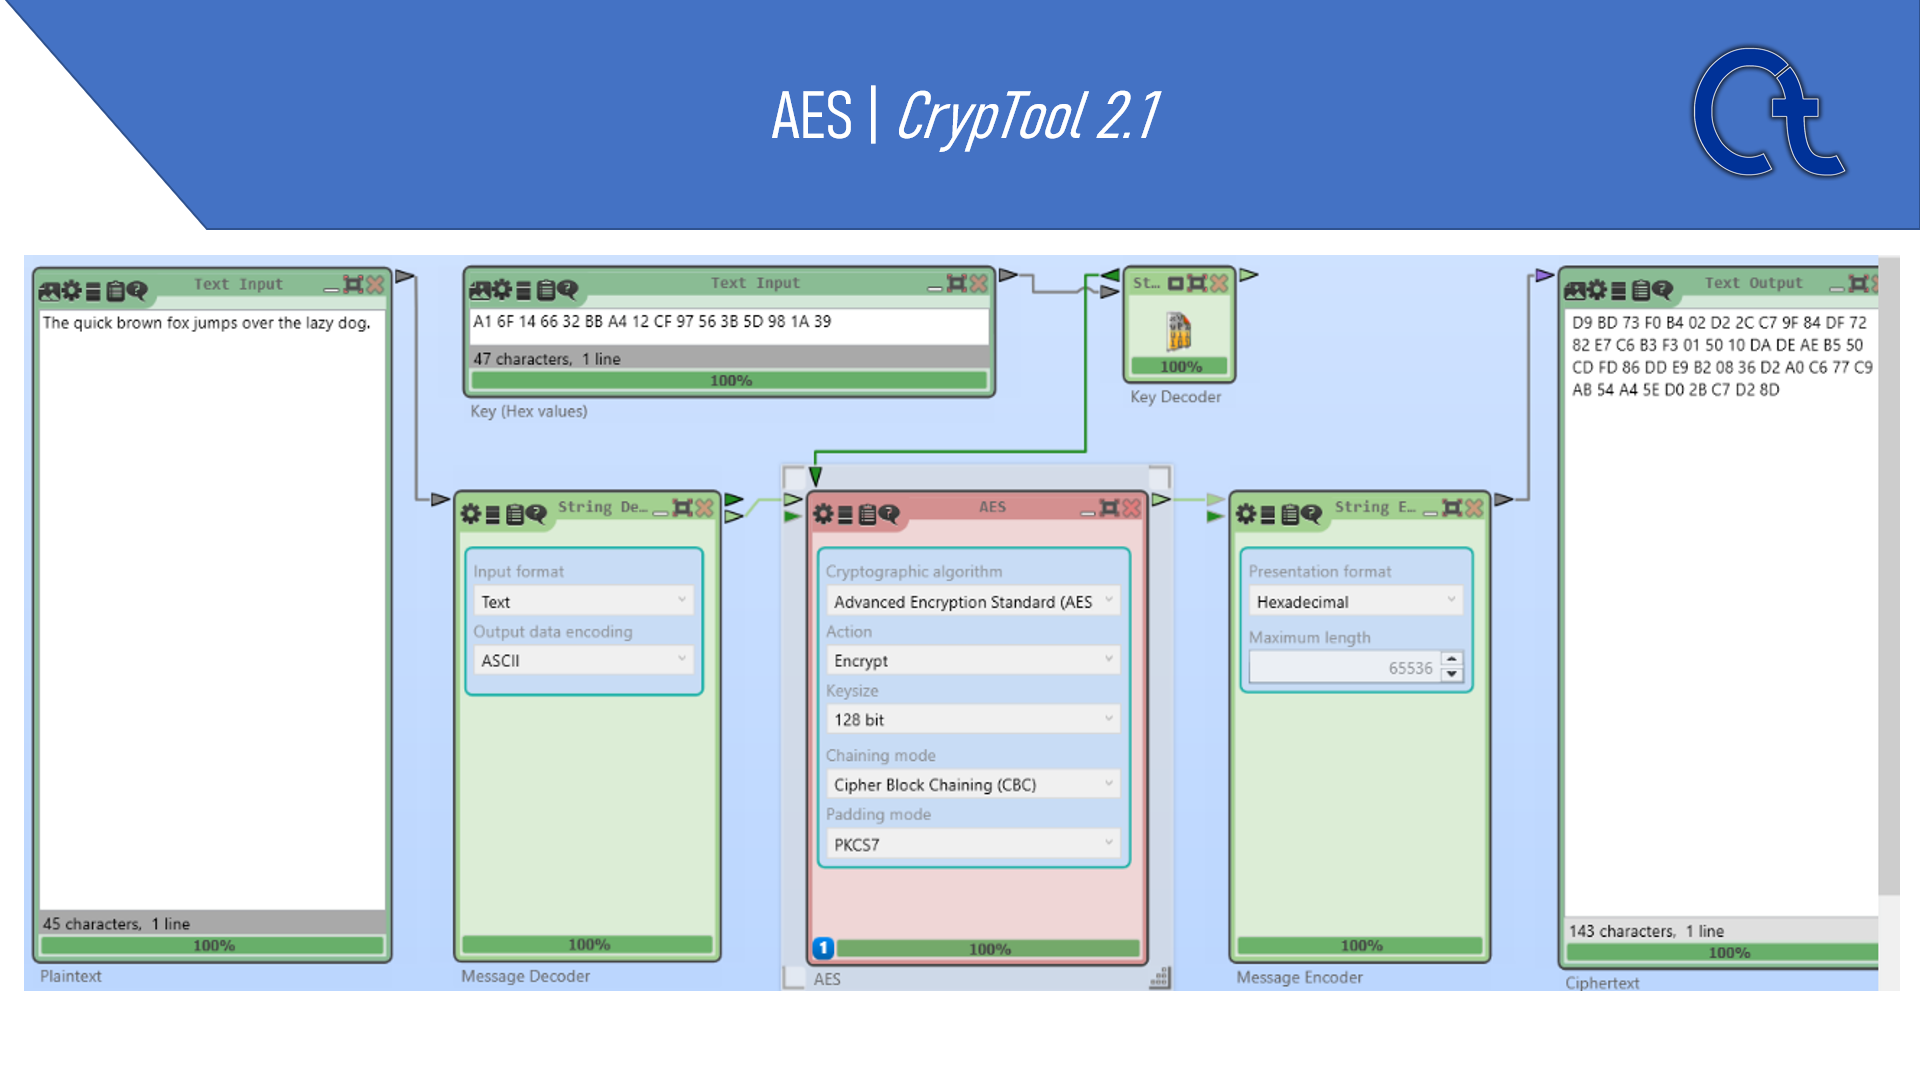 AES | CrypTool 2.1
Ct
Text Input
The quick brown fox jumps over the lazy dog.
45 characters, 1 line
100%
Plaintext
Text Input
A1 6F 14 66 32 BB A4 12 CF 97 56 3B 5D 98 1A 39
47 characters, 1 line
100%
Key (Hex values)
St...
100%
Key Decoder
String De...
Input format
Text
Output data encoding
ASCII
100%
Message Decoder
AES
Cryptographic algorithm
Advanced Encryption Standard (AES
Action
Encrypt
Keysize
128 bit
Chaining mode
Cipher Block Chaining (CBC)
Padding mode
PKCS7
1
100%
AES
String E...
Presentation format
Hexadecimal
Maximum length
65536
100%
Message Encoder
Text Output
D9 BD 73 F0 B4 02 D2 2C C7 9F 84 DF 72
82 E7 C6 B3 F3 01 50 10 DA DE AE B5 50
CD FD 86 DD E9 B2 08 36 D2 A0 C6 77 C9
AB 54 A4 5E D0 2B C7 D2 8D
143 characters, 1 line
100%
Ciphertext